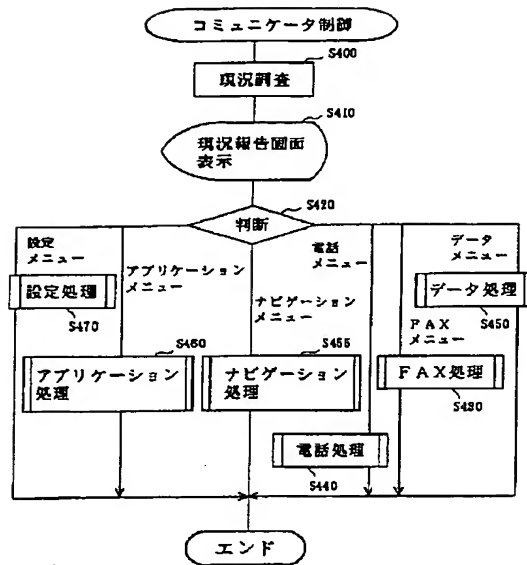 コミュニケータ制御
S400
現況調査
S410
現況報告画面
表示
S420
判断
設定
メニュー
アプリケーション
メニュー
ナビゲーション
メニュー
電話
メニュー
データ
メニュー
設定処理
S470
データ処理
S450
FAX
メニュー
S460
アプリケーション
処理
S455
ナビゲーション
処理
FAX処理
S430
電話処理
S440
エンド